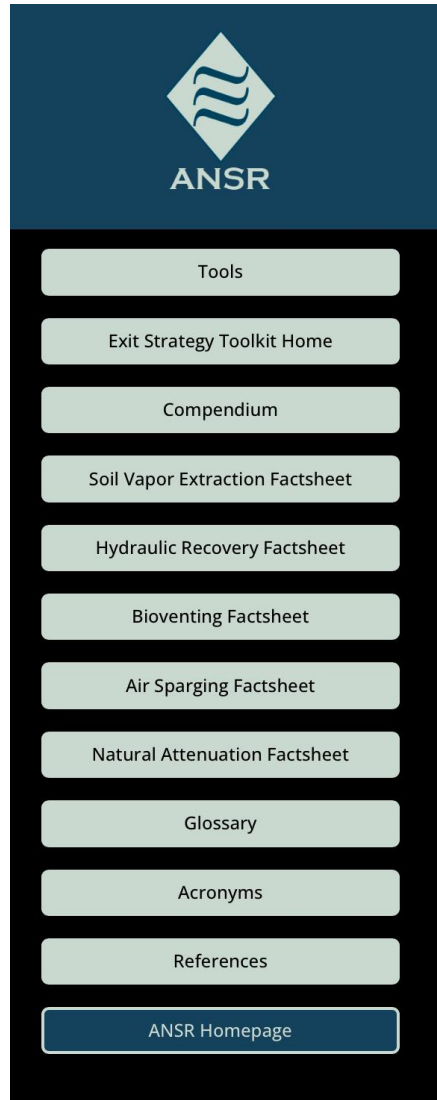 ANSR
Tools
Exit Strategy Toolkit Home
Compendium
Soil Vapor Extraction Factsheet
Hydraulic Recovery Factsheet
Bioventing Factsheet
Air Sparging Factsheet
Natural Attenuation Factsheet
Glossary
Acronyms
References
ANSR Homepage